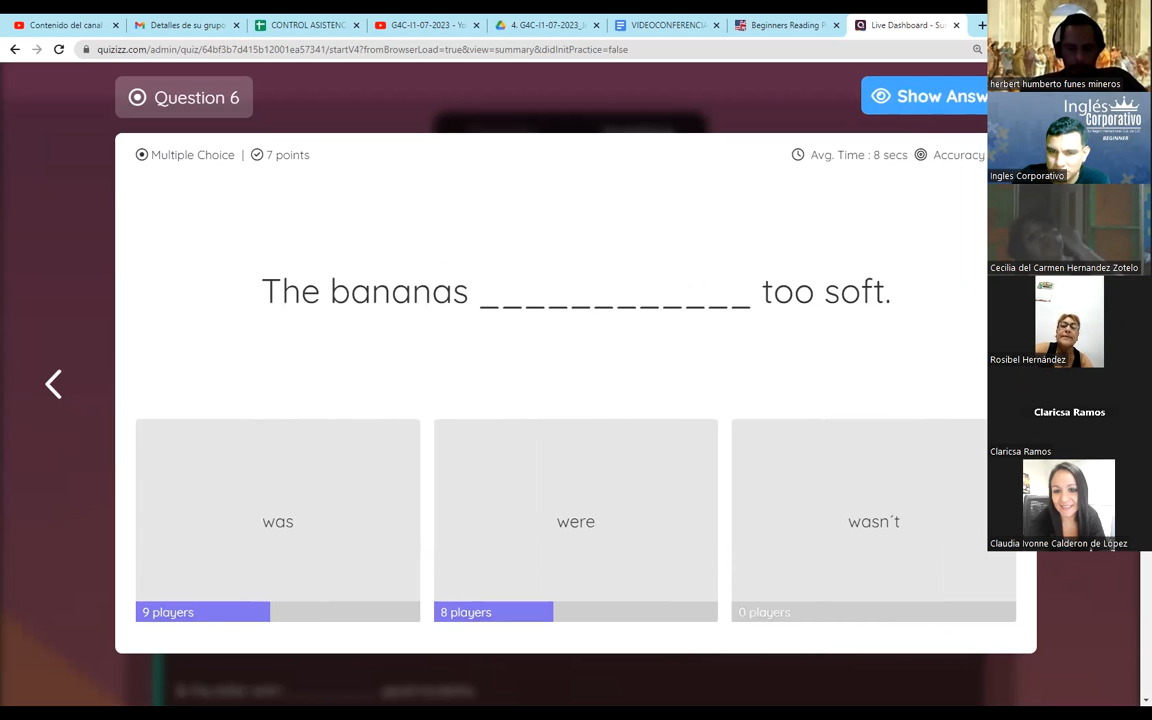 Contenido del canal
Detalles de su grupo
CONTROL ASISTENC
G4C-I1-07-2023 - Yo
4. G4C-I1-07-2023_
VIDEOCONFERENCIA
Beginners Reading P
Live Dashboard - Su
quizizz.com/admin/quiz/64bf3b7d415b12001ea57341/startV4?fromBrowserLoad=true&view=summary&didInitPractice=false
Question 6
Show Answ
Multiple Choice | 7 points
Avg. Time : 8 secs
Accuracy
The bananas _ _ _ _ _ _ _ _ _ _ _ _ too soft.
was
were
wasn´t
9 players
8 players
0 players
herbert humberto funes mineros
Inglés
Corporativo
BEGINNER
Ingles Corporativo
Cecilia del Carmen Hernandez Zotelo
Rosibel Hernández
Claricsa Ramos
Claricsa Ramos
Claudia Ivonne Calderon de Lopez